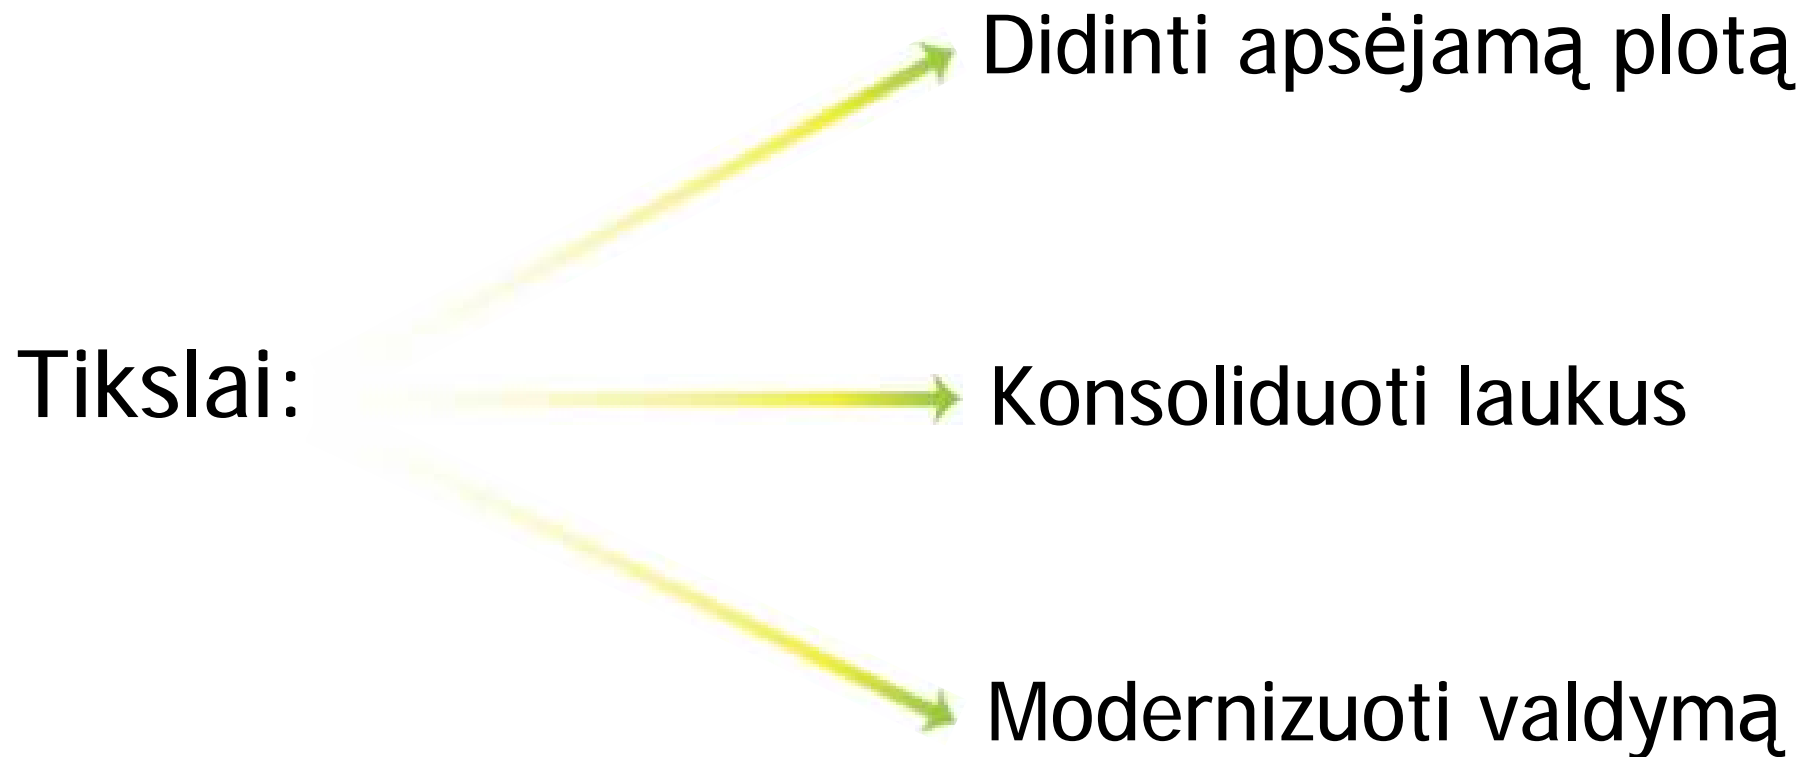 Didinti apsėjamą plotą
Tikslai:
Konsoliduoti laukus
Modernizuoti valdymą